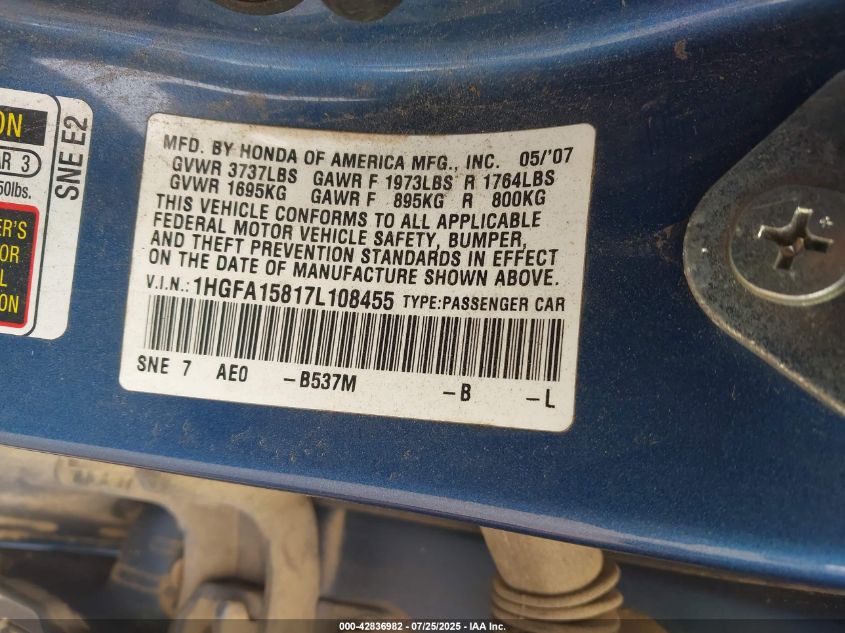 ON
AR 3
50lbs.
SNE E2
ER'S
OR
L
ION
MFD. BY HONDA OF AMERICA MFG., INC. 05/'07
GVWR 3737LBS GAWR F 1973LBS R 1764LBS
GVWR 1695KG GAWR F 895KG R 800KG
THIS VEHICLE CONFORMS TO ALL APPLICABLE
FEDERAL MOTOR VEHICLE SAFETY, BUMPER,
AND THEFT PREVENTION STANDARDS IN EFFECT
ON THE DATE OF MANUFACTURE SHOWN ABOVE.
V.I.N.: 1HGFA15817L108455 TYPE:PASSENGER CAR
SNE 7 AE0 -B537M -B -L
000-42836982 - 07/25/2025 - IAA Inc.